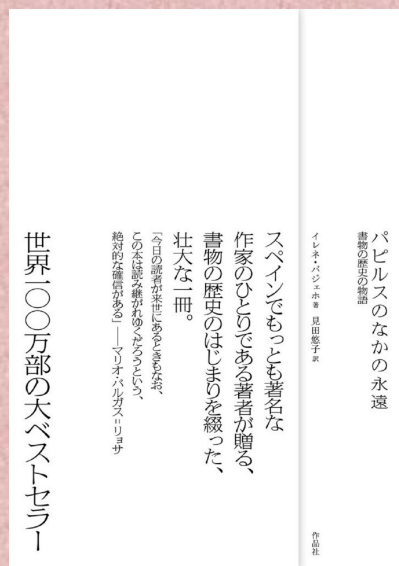 パピルスのなかの永遠
書物の歴史の物語
イレネ・バジェホ 著 見田悠子 訳
作品社
スペインでもっとも著名な
作家のひとりである著者が贈る、
書物の歴史のはじまりを綴った、
壮大な一冊。
「今日の読者が来世にあるときもなお、
この本は読み継がれゆくだろうという、
絶対的な確信がある」――マリオ・バルガス=リョサ
世界一〇〇万部の大ベストセラー